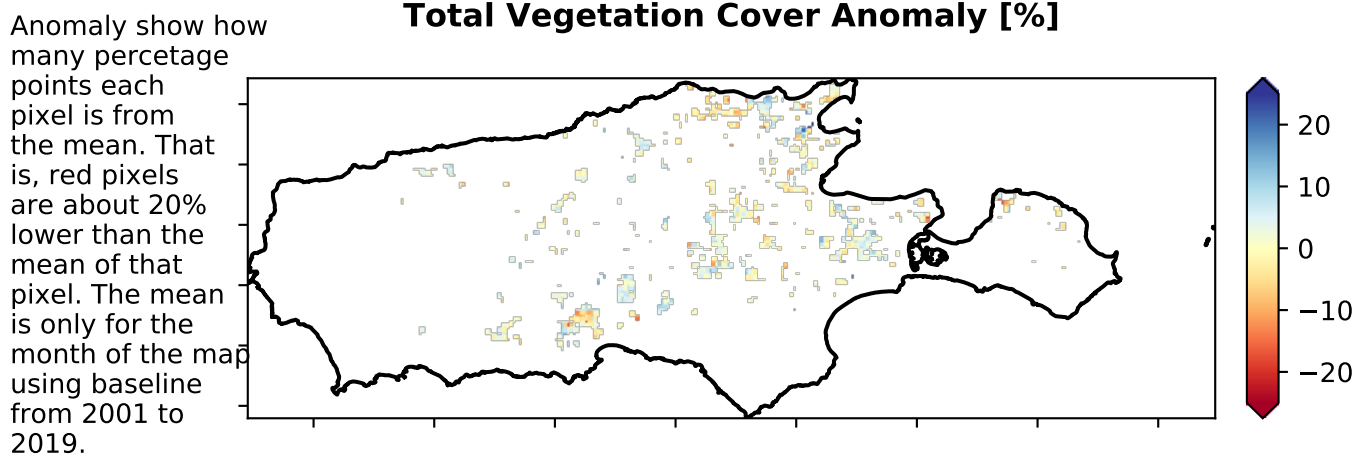 Total Vegetation Cover Anomaly [%]
Anomaly show how
many percetage
points each
pixel is from
the mean. That
is, red pixels
are about 20%
lower than the
mean of that
pixel. The mean
is only for the
month of the map
using baseline
from 2001 to
2019.
20
10
0
−10
−20